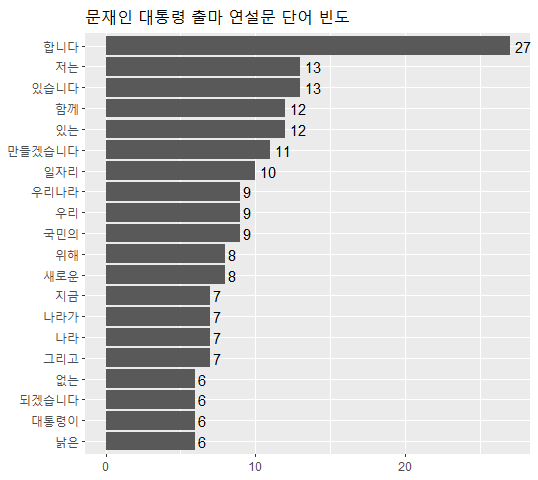 문재인 대통령 출마 연설문 단어 빈도
합니다 27
저는 13
있습니다 13
함께 12
있는 12
만들겠습니다 11
일자리 10
우리나라 9
우리 9
국민의 9
위해 8
새로운 8
지금 7
나라가 7
나라 7
그리고 7
없는 6
되겠습니다 6
대통령이 6
낡은 6
0 10 20